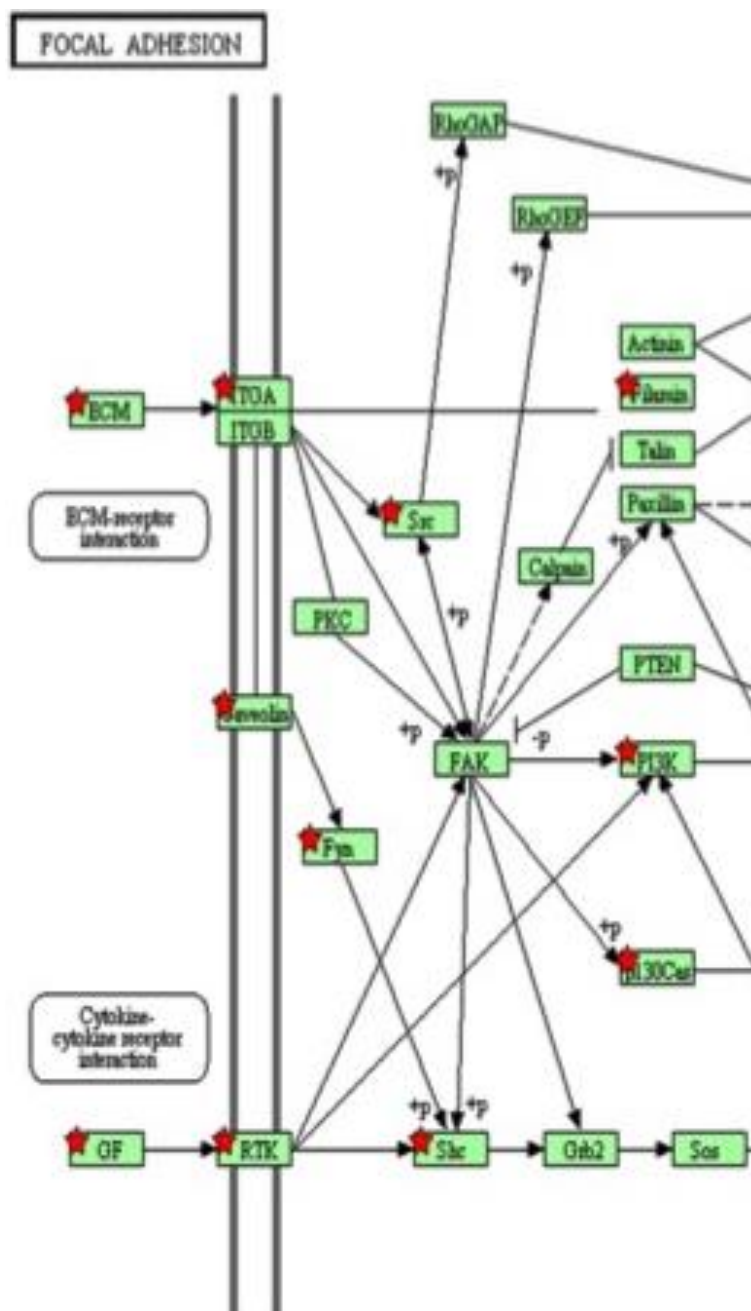 FOCAL ADHESION
RhoGAP
+p
RhoGEF
+p
Actinin
ITGA
Filamin
ECM
ITGB
Talin
Paxillin
Src
ECM-receptor
interaction
+p
Calpain
PKC
+p
PTEN
Caveolin
+p
-p
FAK
PI3K
Fyn
+p
p130Cas
Cytokine-
cytokine receptor
interaction
+p
+p
GF
RTK
Shc
Grb2
Sos